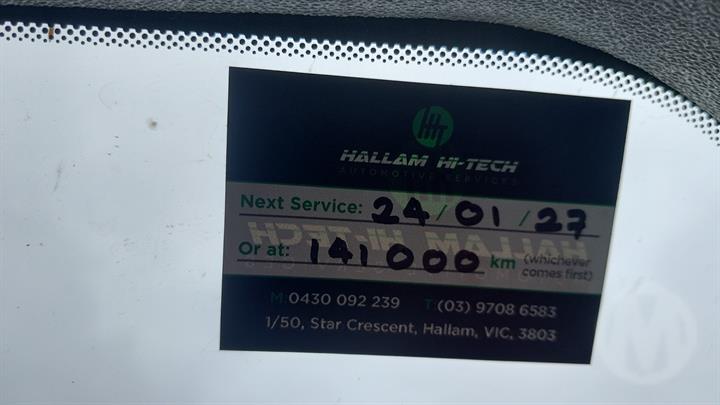 HALLAM HI-TECH
AUTOMOTIVE SERVICES
Next Service: 24/01/27
Or at: 141000 km (whichever comes first)
M: 0430 092 239 T: (03) 9708 6583
1/50, Star Crescent, Hallam, VIC, 3803